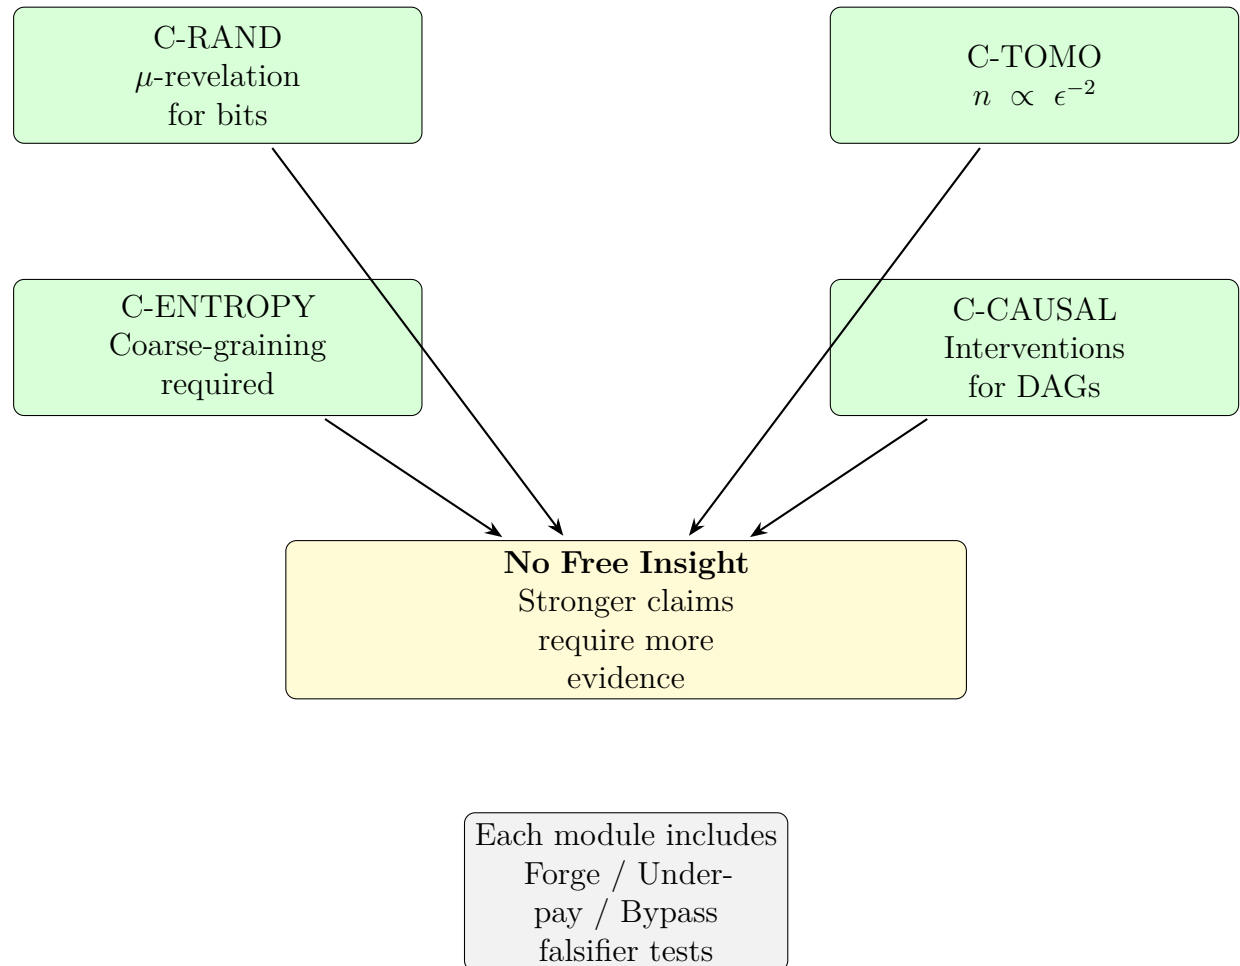 C-RAND
μ-revelation
for bits
C-TOMO
n ∝ ϵ⁻²
C-ENTROPY
Coarse-graining
required
C-CAUSAL
Interventions
for DAGs
No Free Insight
Stronger claims
require more
evidence
Each module includes
Forge / Under-
pay / Bypass
falsifier tests